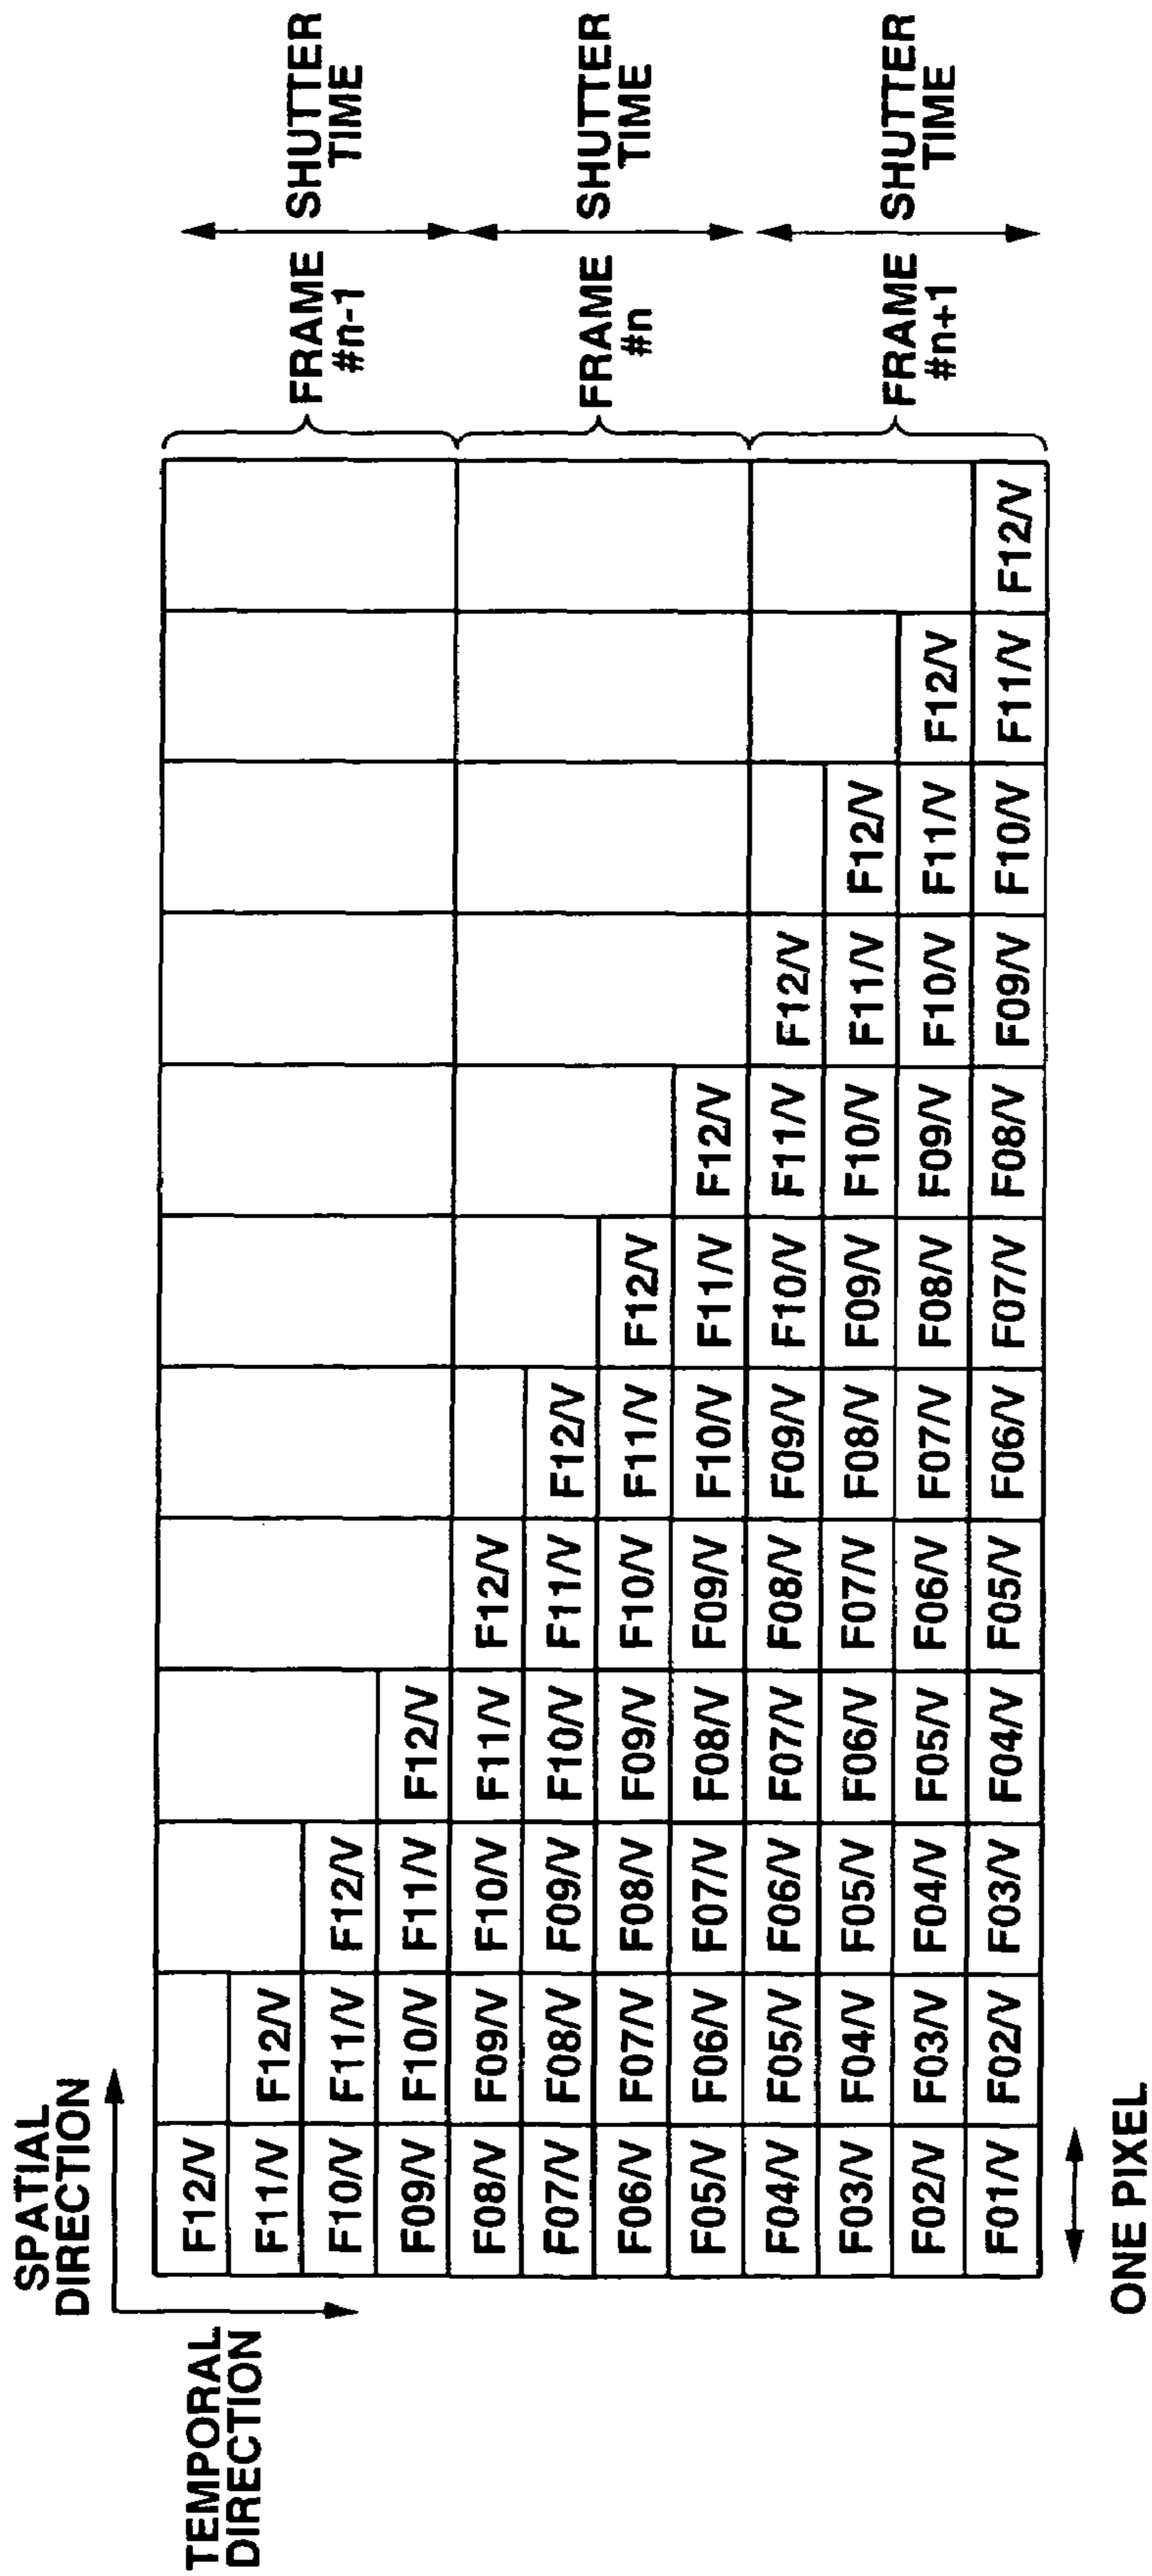 SPATIAL
DIRECTION
TEMPORAL
DIRECTION
F12/V
F11/V F12/V
F10/V F11/V F12/V
F09/V F10/V F11/V F12/V
F08/V F09/V F10/V F11/V F12/V
F07/V F08/V F09/V F10/V F11/V F12/V
F06/V F07/V F08/V F09/V F10/V F11/V F12/V
F05/V F06/V F07/V F08/V F09/V F10/V F11/V F12/V
F04/V F05/V F06/V F07/V F08/V F09/V F10/V F11/V F12/V
F03/V F04/V F05/V F06/V F07/V F08/V F09/V F10/V F11/V F12/V
F02/V F03/V F04/V F05/V F06/V F07/V F08/V F09/V F10/V F11/V F12/V
F01/V F02/V F03/V F04/V F05/V F06/V F07/V F08/V F09/V F10/V F11/V F12/V
FRAME
#n-1
SHUTTER
TIME
FRAME
#n
SHUTTER
TIME
FRAME
#n+1
SHUTTER
TIME
ONE PIXEL